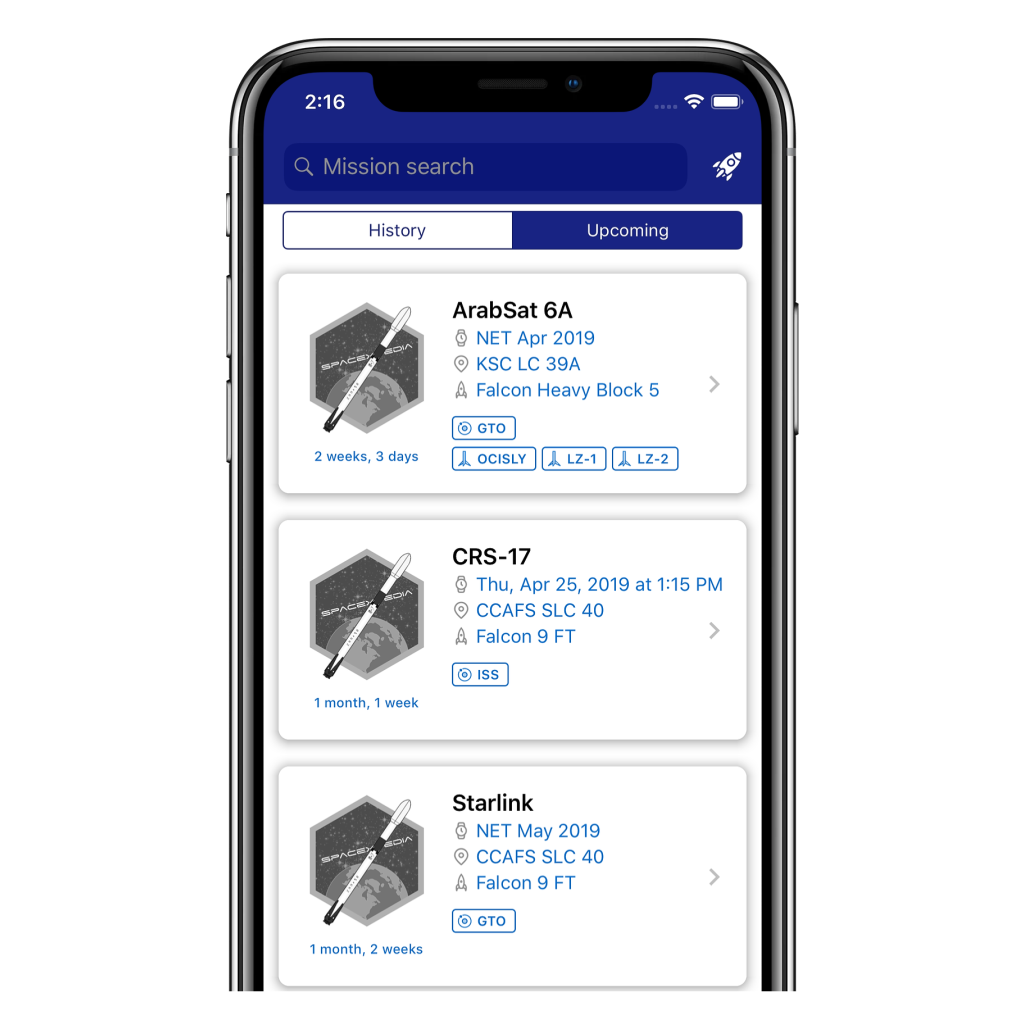 2:16
Mission search
History
Upcoming
SPACEXPEDIA
ArabSat 6A
NET Apr 2019
KSC LC 39A
Falcon Heavy Block 5
GTO
OCISLY LZ-1 LZ-2
2 weeks, 3 days
CRS-17
Thu, Apr 25, 2019 at 1:15 PM
CCAFS SLC 40
Falcon 9 FT
ISS
1 month, 1 week
Starlink
NET May 2019
CCAFS SLC 40
Falcon 9 FT
GTO
1 month, 2 weeks